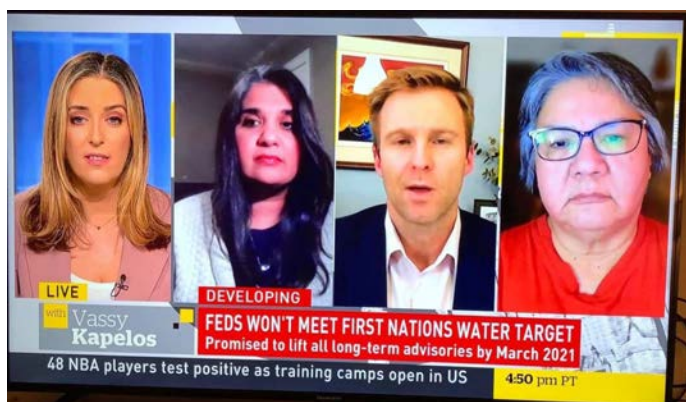 LIVE
with Vassy
Kapelos
DEVELOPING
FEDS WON'T MEET FIRST NATIONS WATER TARGET
Promised to lift all long-term advisories by March 2021
48 NBA players test positive as training camps open in US
4:50 pm PT